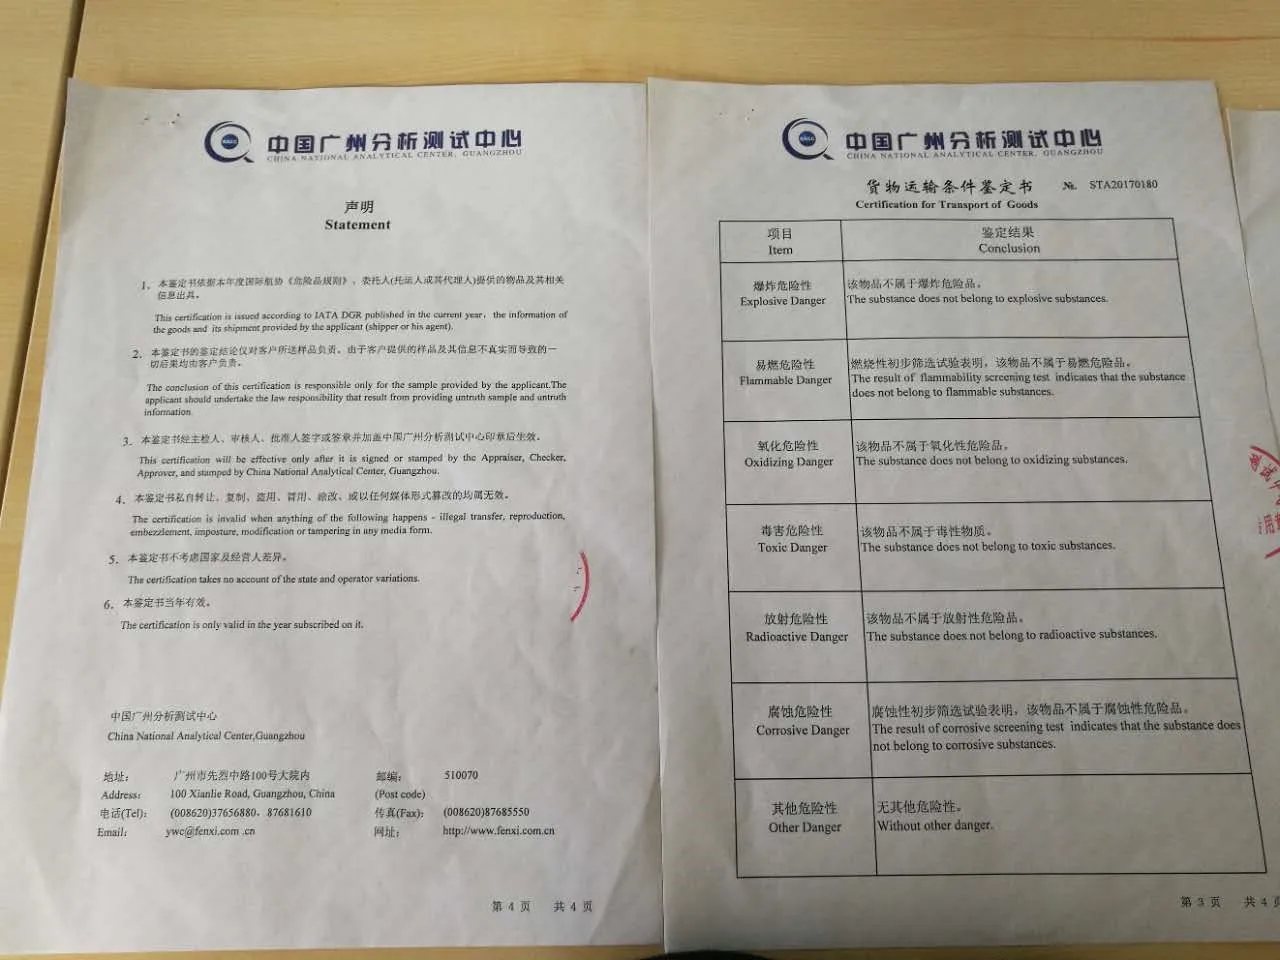 中国广州分析测试中心
CHINA NATIONAL ANALYTICAL CENTER, GUANGZHOU
声明
Statement
1. 本鉴定书依据本年度国际航协《危险品规则》、委托人(托运人或其代理人)提供的物品及其相关
信息出具。
This certification is issued according to IATA DGR published in the current year, the information of
the goods and its shipment provided by the applicant (shipper or his agent).
2. 本鉴定书的鉴定结论仅对客户所送样品负责。由于客户提供的样品及其信息不真实而导致的一
切后果均由客户负责。
The conclusion of this certification is responsible only for the sample provided by the applicant.The
applicant should undertake the law responsibility that result from providing untruth sample and untruth
information.
3. 本鉴定书经主检人、审核人、批准人签字或签章并加盖中国广州分析测试中心印章后生效。
This certification will be effective only after it is signed or stamped by the Appraiser, Checker,
Approver, and stamped by China National Analytical Center, Guangzhou.
4. 本鉴定书私自转让、复制、盗用、冒用、涂改、或以任何媒体形式篡改的均属无效。
The certification is invalid when anything of the following happens - illegal transfer, reproduction,
embezzlement, imposture, modification or tampering in any media form.
5. 本鉴定书不考虑国家及经营人差异。
The certification takes no account of the state and operator variations.
6. 本鉴定书当年有效。
The certification is only valid in the year subscribed on it.
中国广州分析测试中心
China National Analytical Center,Guangzhou
地址: 广州市先烈中路100号大院内 邮编: 510070
Address: 100 Xianlie Road, Guangzhou, China (Post code)
电话(Tel): (008620)37656880、87681610 传真(Fax): (008620)87685550
Email: ywc@fenxi.com .cn 网址: http://www.fenxi.com.cn
第 4 页 共 4 页
中国广州分析测试中心
CHINA NATIONAL ANALYTICAL CENTER, GUANGZHOU
货物运输条件鉴定书 №. STA20170180
Certification for Transport of Goods
项目 鉴定结果
Item Conclusion
爆炸危险性 该物品不属于爆炸危险品。
Explosive Danger The substance does not belong to explosive substances.
易燃危险性 燃烧性初步筛选试验表明，该物品不属于易燃危险品。
Flammable Danger The result of flammability screening test indicates that the substance
does not belong to flammable substances.
氧化危险性 该物品不属于氧化性危险品。
Oxidizing Danger The substance does not belong to oxidizing substances.
毒害危险性 该物品不属于毒性物质。
Toxic Danger The substance does not belong to toxic substances.
放射危险性 该物品不属于放射性危险品。
Radioactive Danger The substance does not belong to radioactive substances.
腐蚀危险性 腐蚀性初步筛选试验表明，该物品不属于腐蚀性危险品。
Corrosive Danger The result of corrosive screening test indicates that the substance does
not belong to corrosive substances.
其他危险性 无其他危险性。
Other Danger Without other danger.
第 3 页 共 4